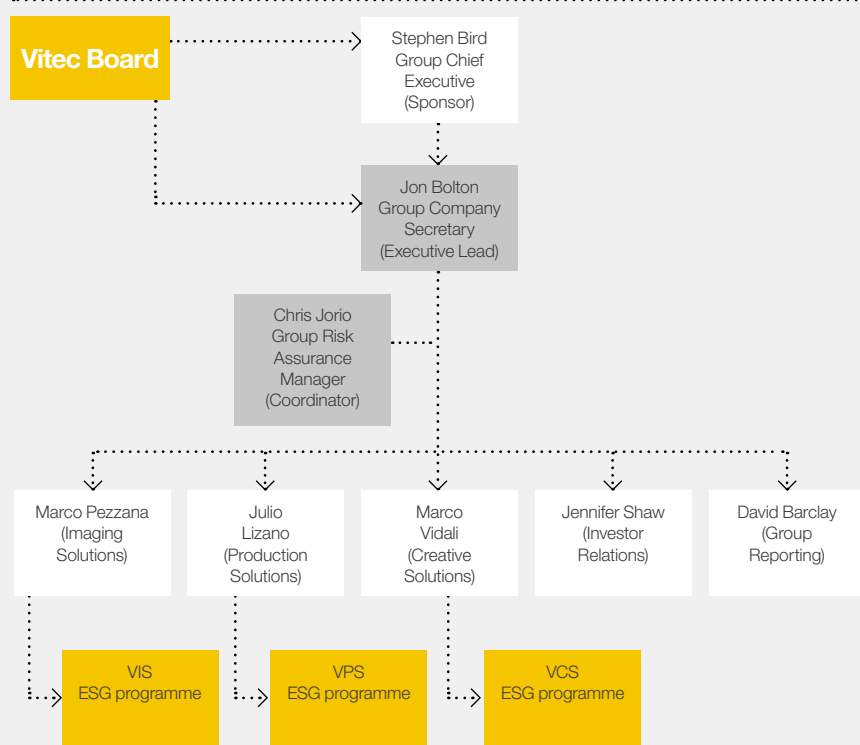 Vitec Board
Stephen Bird
Group Chief
Executive
(Sponsor)
Jon Bolton
Group Company
Secretary
(Executive Lead)
Chris Jorio
Group Risk
Assurance
Manager
(Coordinator)
Marco Pezzana
(Imaging
Solutions)
Julio
Lizano
(Production
Solutions)
Marco
Vidali
(Creative
Solutions)
Jennifer Shaw
(Investor
Relations)
David Barclay
(Group
Reporting)
VIS
ESG programme
VPS
ESG programme
VCS
ESG programme